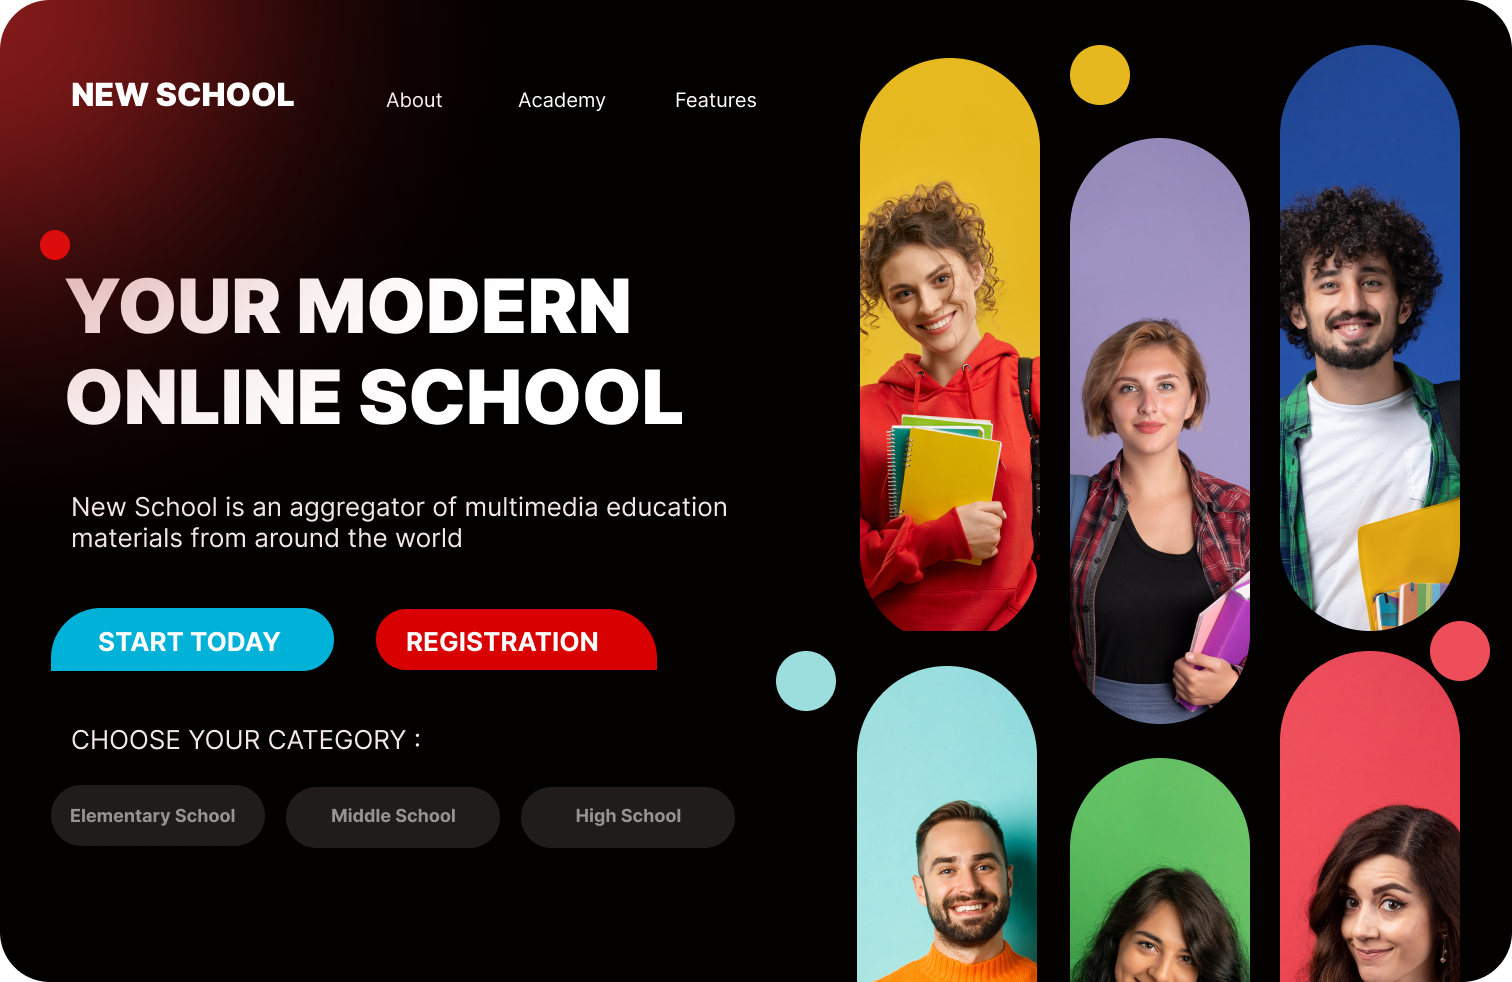 NEW SCHOOL
About
Academy
Features
YOUR MODERN
ONLINE SCHOOL
New School is an aggregator of multimedia education
materials from around the world
START TODAY
REGISTRATION
CHOOSE YOUR CATEGORY :
Elementary School
Middle School
High School